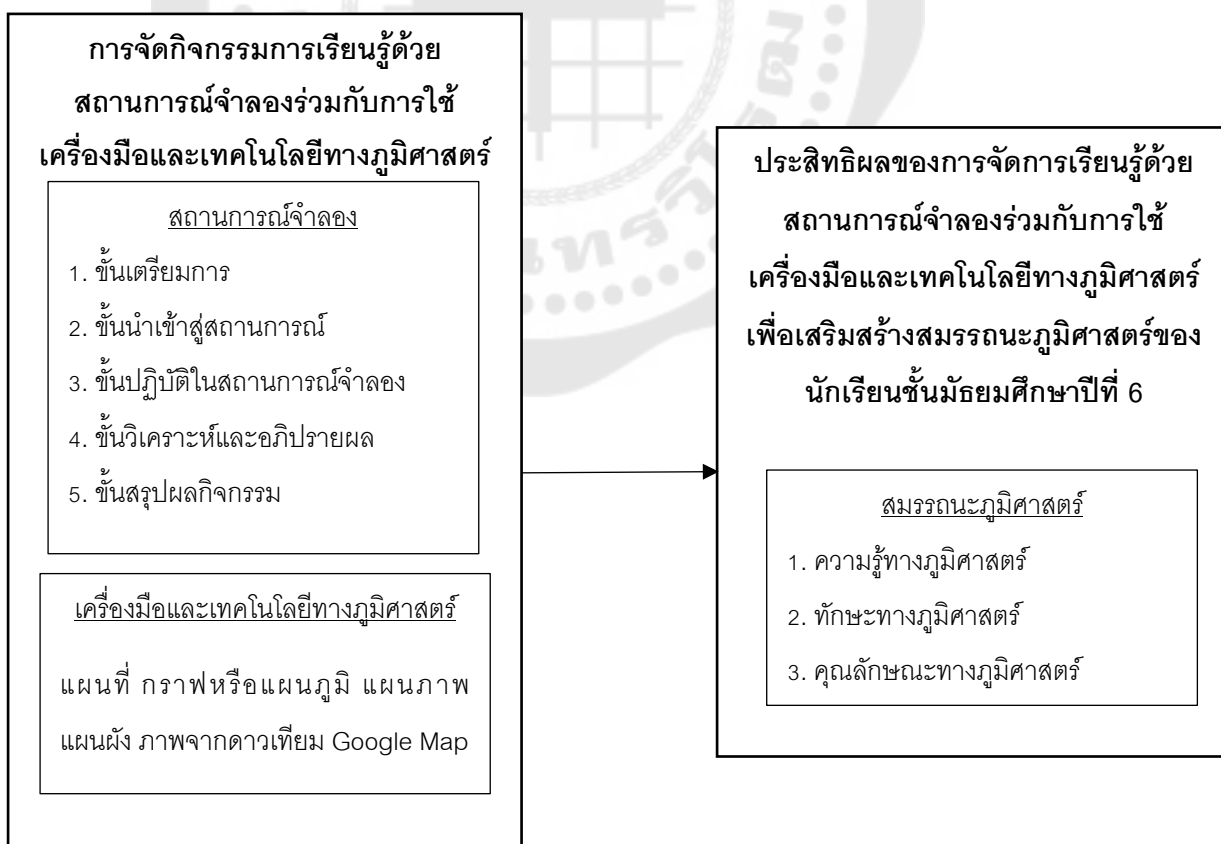 การจัดกิจกรรมการเรียนรู้ด้วย
สถานการณ์จำลองร่วมกับการใช้
เครื่องมือและเทคโนโลยีทางภูมิศาสตร์
สถานการณ์จำลอง
1. ขั้นเตรียมการ
2. ขั้นนำเข้าสู่สถานการณ์
3. ขั้นปฏิบัติในสถานการณ์จำลอง
4. ขั้นวิเคราะห์และอภิปรายผล
5. ขั้นสรุปผลกิจกรรม
เครื่องมือและเทคโนโลยีทางภูมิศาสตร์
แผนที่ กราฟหรือแผนภูมิ แผนภาพ
แผนผัง ภาพจากดาวเทียม Google Map
ประสิทธิผลของการจัดการเรียนรู้ด้วย
สถานการณ์จำลองร่วมกับการใช้
เครื่องมือและเทคโนโลยีทางภูมิศาสตร์
เพื่อเสริมสร้างสมรรถนะภูมิศาสตร์ของ
นักเรียนชั้นมัธยมศึกษาปีที่ 6
สมรรถนะภูมิศาสตร์
1. ความรู้ทางภูมิศาสตร์
2. ทักษะทางภูมิศาสตร์
3. คุณลักษณะทางภูมิศาสตร์